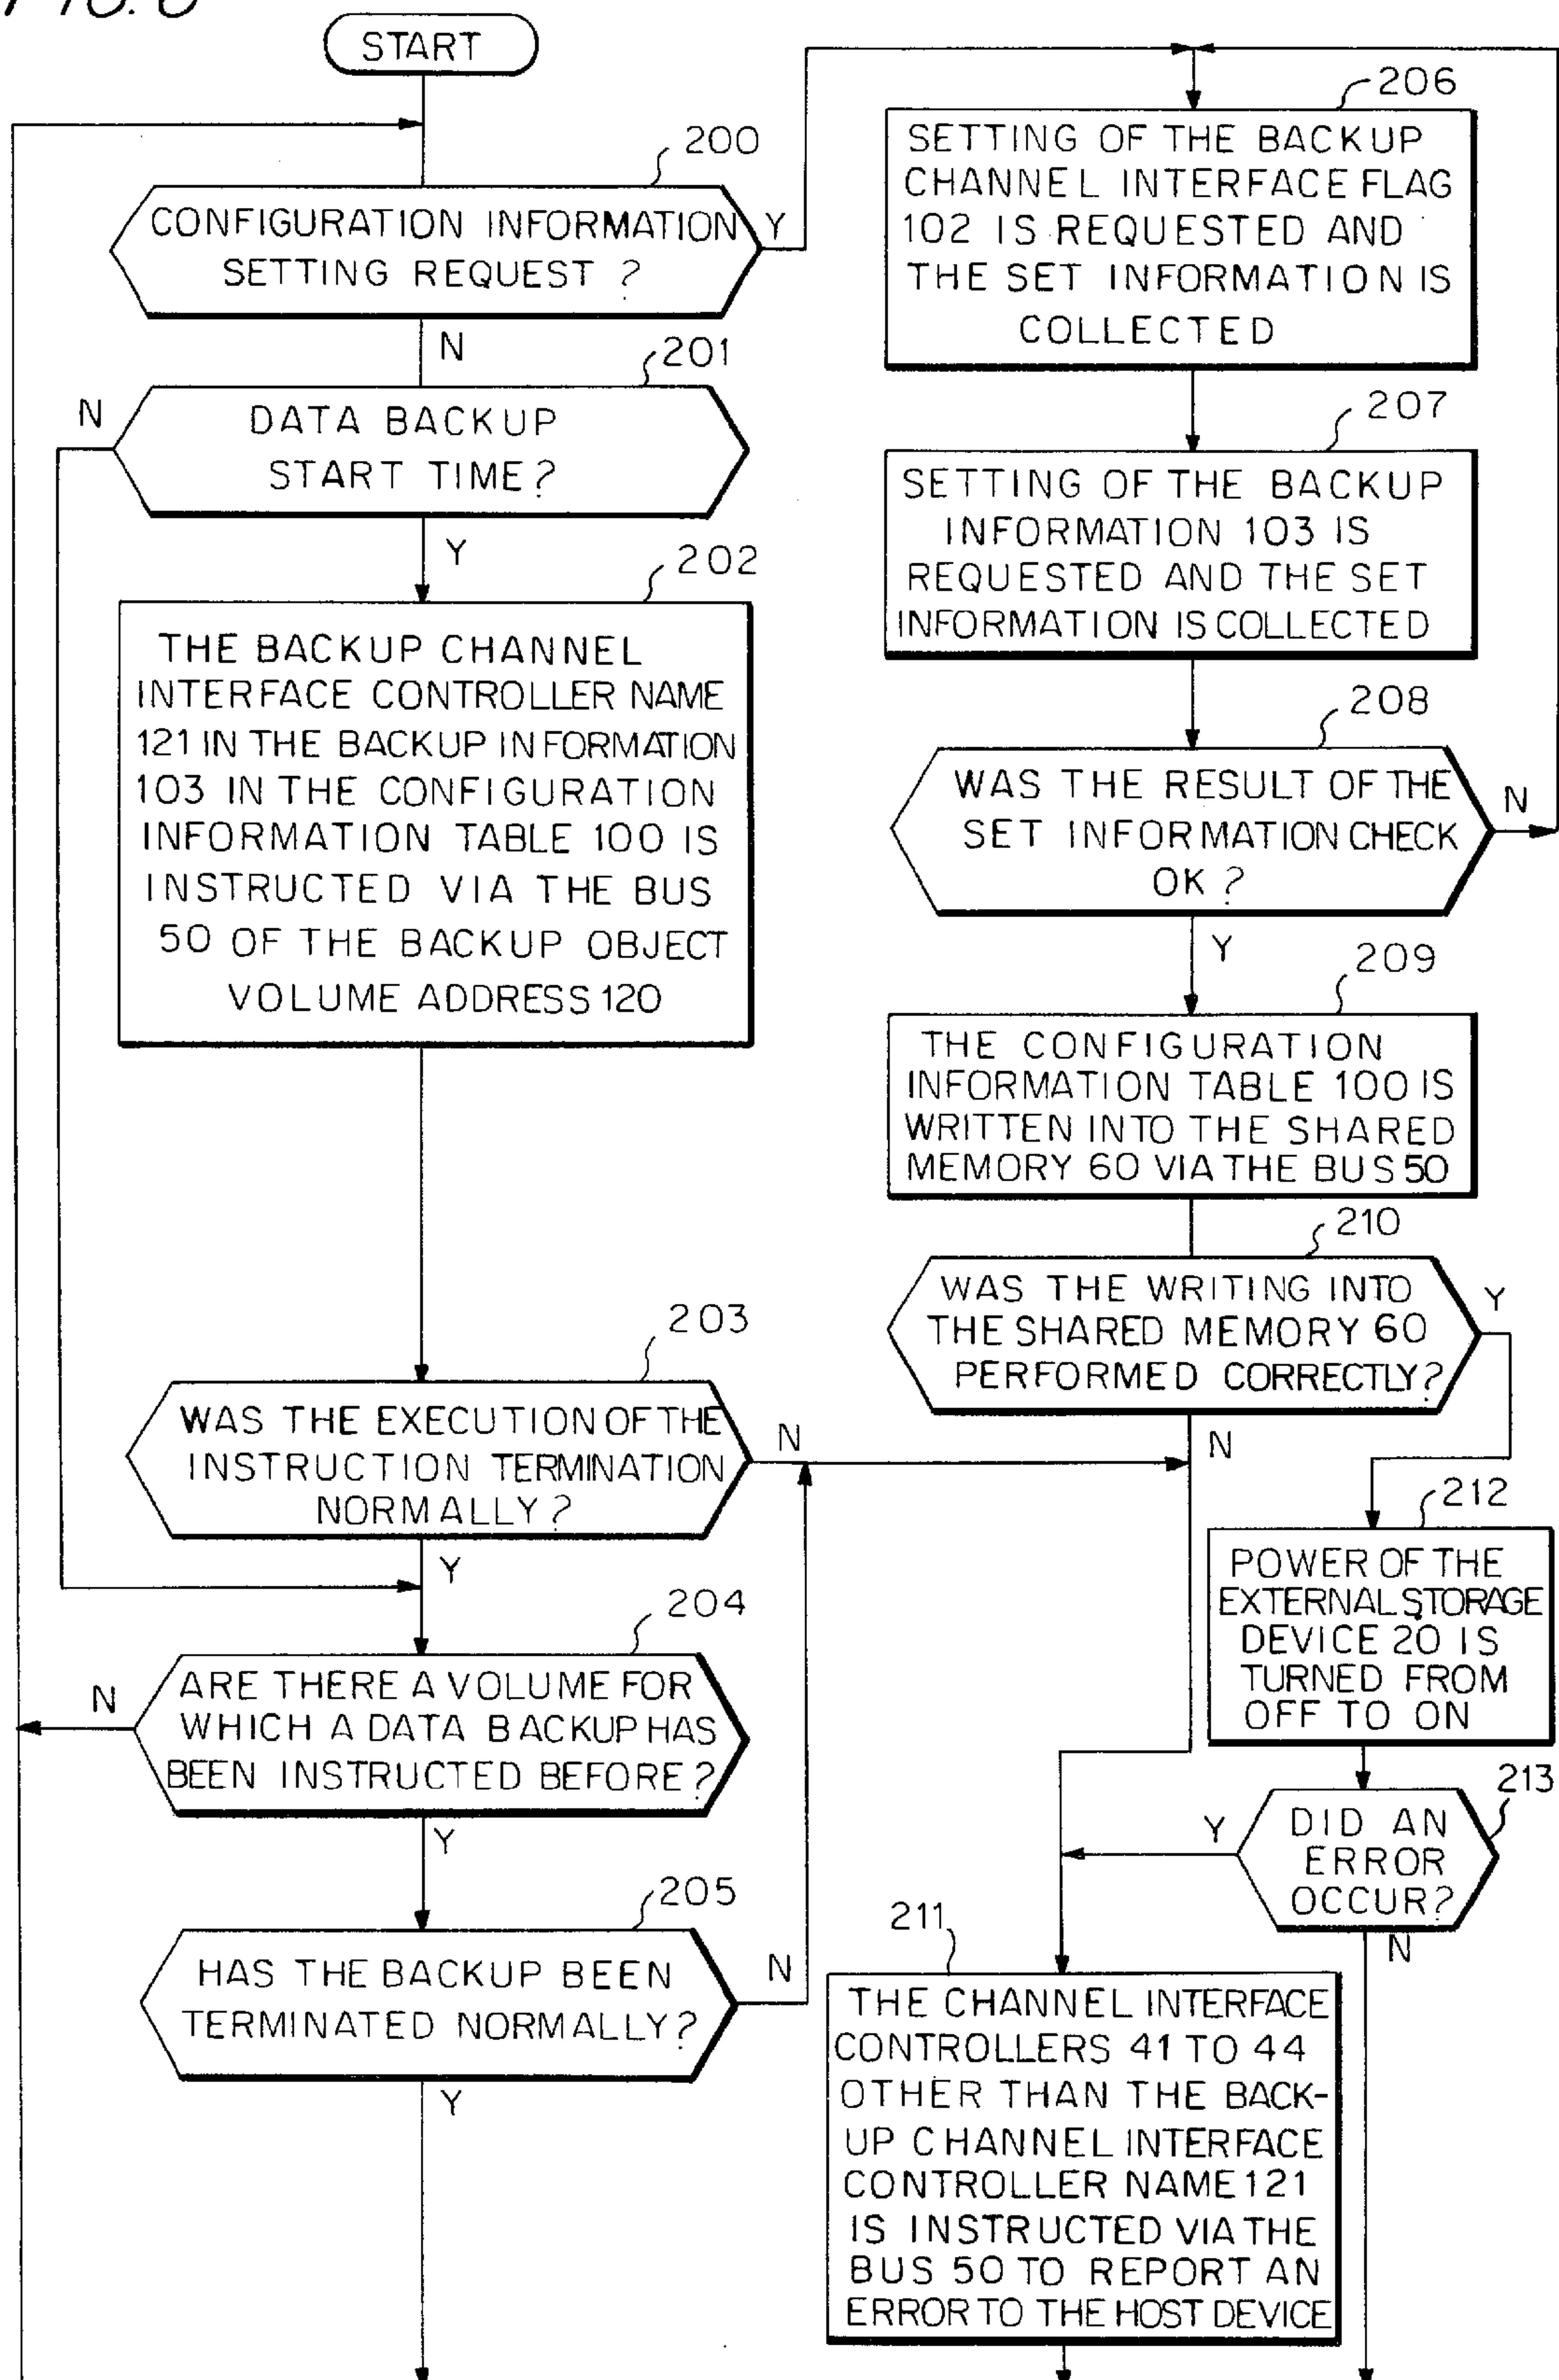 START
200
CONFIGURATION INFORMATION
SETTING REQUEST ?
Y
N
201
DATA BACKUP
START TIME?
N
Y
202
THE BACKUP CHANNEL
INTERFACE CONTROLLER NAME
121 IN THE BACKUP INFORMATION
103 IN THE CONFIGURATION
INFORMATION TABLE 100 IS
INSTRUCTED VIA THE BUS
50 OF THE BACKUP OBJECT
VOLUME ADDRESS 120
203
WAS THE EXECUTION OF THE
INSTRUCTION TERMINATION
NORMALLY?
N
Y
204
ARE THERE A VOLUME FOR
WHICH A DATA BACKUP HAS
BEEN INSTRUCTED BEFORE?
N
Y
205
HAS THE BACKUP BEEN
TERMINATED NORMALLY?
N
Y
206
SETTING OF THE BACKUP
CHANNEL INTERFACE FLAG
102 IS REQUESTED AND
THE SET INFORMATION IS
COLLECTED
207
SETTING OF THE BACKUP
INFORMATION 103 IS
REQUESTED AND THE SET
INFORMATION IS COLLECTED
208
WAS THE RESULT OF THE
SET INFORMATION CHECK
OK ?
N
Y
209
THE CONFIGURATION
INFORMATION TABLE 100 IS
WRITTEN INTO THE SHARED
MEMORY 60 VIA THE BUS 50
210
WAS THE WRITING INTO
THE SHARED MEMORY 60
PERFORMED CORRECTLY?
Y
N
212
POWER OF THE
EXTERNAL STORAGE
DEVICE 20 IS
TURNED FROM
OFF TO ON
213
DID AN
ERROR
OCCUR?
Y
N
211
THE CHANNEL INTERFACE
CONTROLLERS 41 TO 44
OTHER THAN THE BACK-
UP CHANNEL INTERFACE
CONTROLLER NAME 121
IS INSTRUCTED VIA THE
BUS 50 TO REPORT AN
ERROR TO THE HOST DEVICE